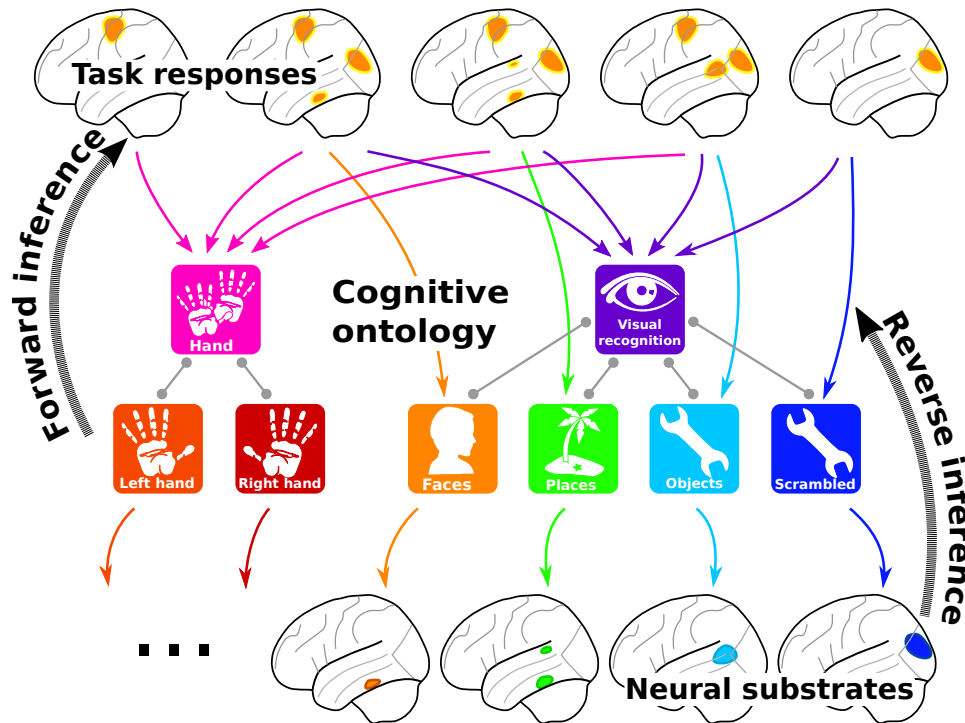 Task responses
Forward inference
Cognitive
ontology
Hand
Visual
recognition
Reverse inference
Left hand
Right hand
Faces
Places
Objects
Scrambled
...
Neural substrates